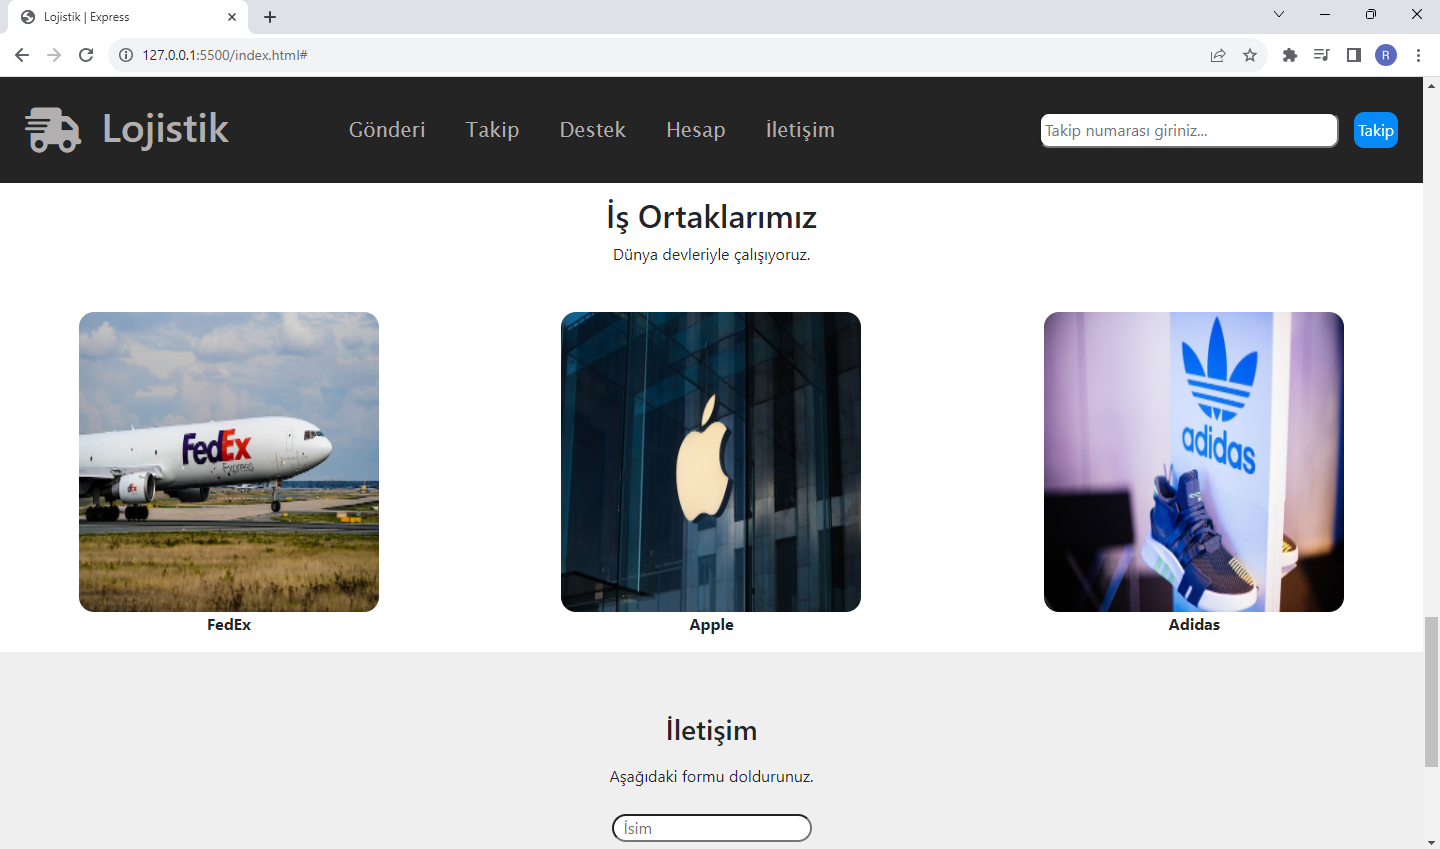 Lojistik | Express
127.0.0.1:5500/index.html#
R
Lojistik
Gönderi Takip Destek Hesap İletişim
Takip numarası giriniz...
Takip
İş Ortaklarımız
Dünya devleriyle çalışıyoruz.
FedEx
Express
FedEx
adidas
FedEx
Apple
Adidas
İletişim
Aşağıdaki formu doldurunuz.
İsim